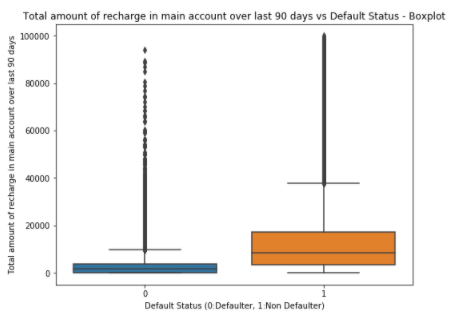 Total amount of recharge in main account over last 90 days vs Default Status - Boxplot
Total amount of recharge in main account over last 90 days
100000
80000
60000
40000
20000
0
0
1
Default Status (0:Defaulter, 1:Non Defaulter)